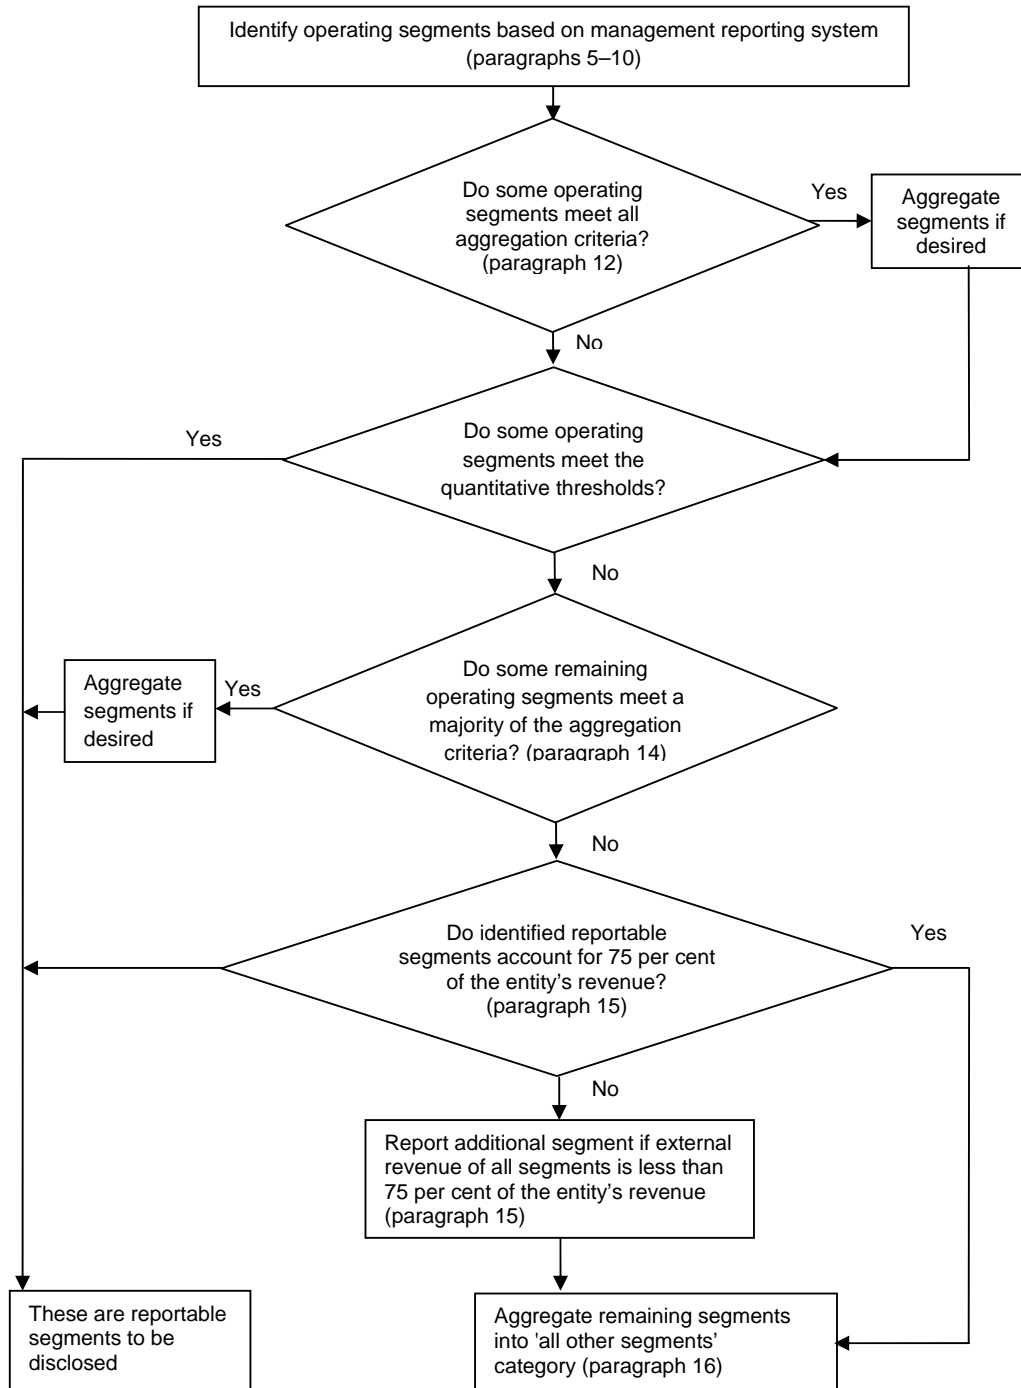 Identify operating segments based on management reporting system
(paragraphs 5–10)
Do some operating
segments meet all
aggregation criteria?
(paragraph 12)
Yes
Aggregate
segments if
desired
No
Yes
Do some operating
segments meet the
quantitative thresholds?
No
Aggregate
segments if
desired
Yes
Do some remaining
operating segments meet a
majority of the aggregation
criteria? (paragraph 14)
No
Do identified reportable
segments account for 75 per cent
of the entity’s revenue?
(paragraph 15)
Yes
No
Report additional segment if external
revenue of all segments is less than
75 per cent of the entity’s revenue
(paragraph 15)
These are reportable
segments to be
disclosed
Aggregate remaining segments
into 'all other segments’
category (paragraph 16)